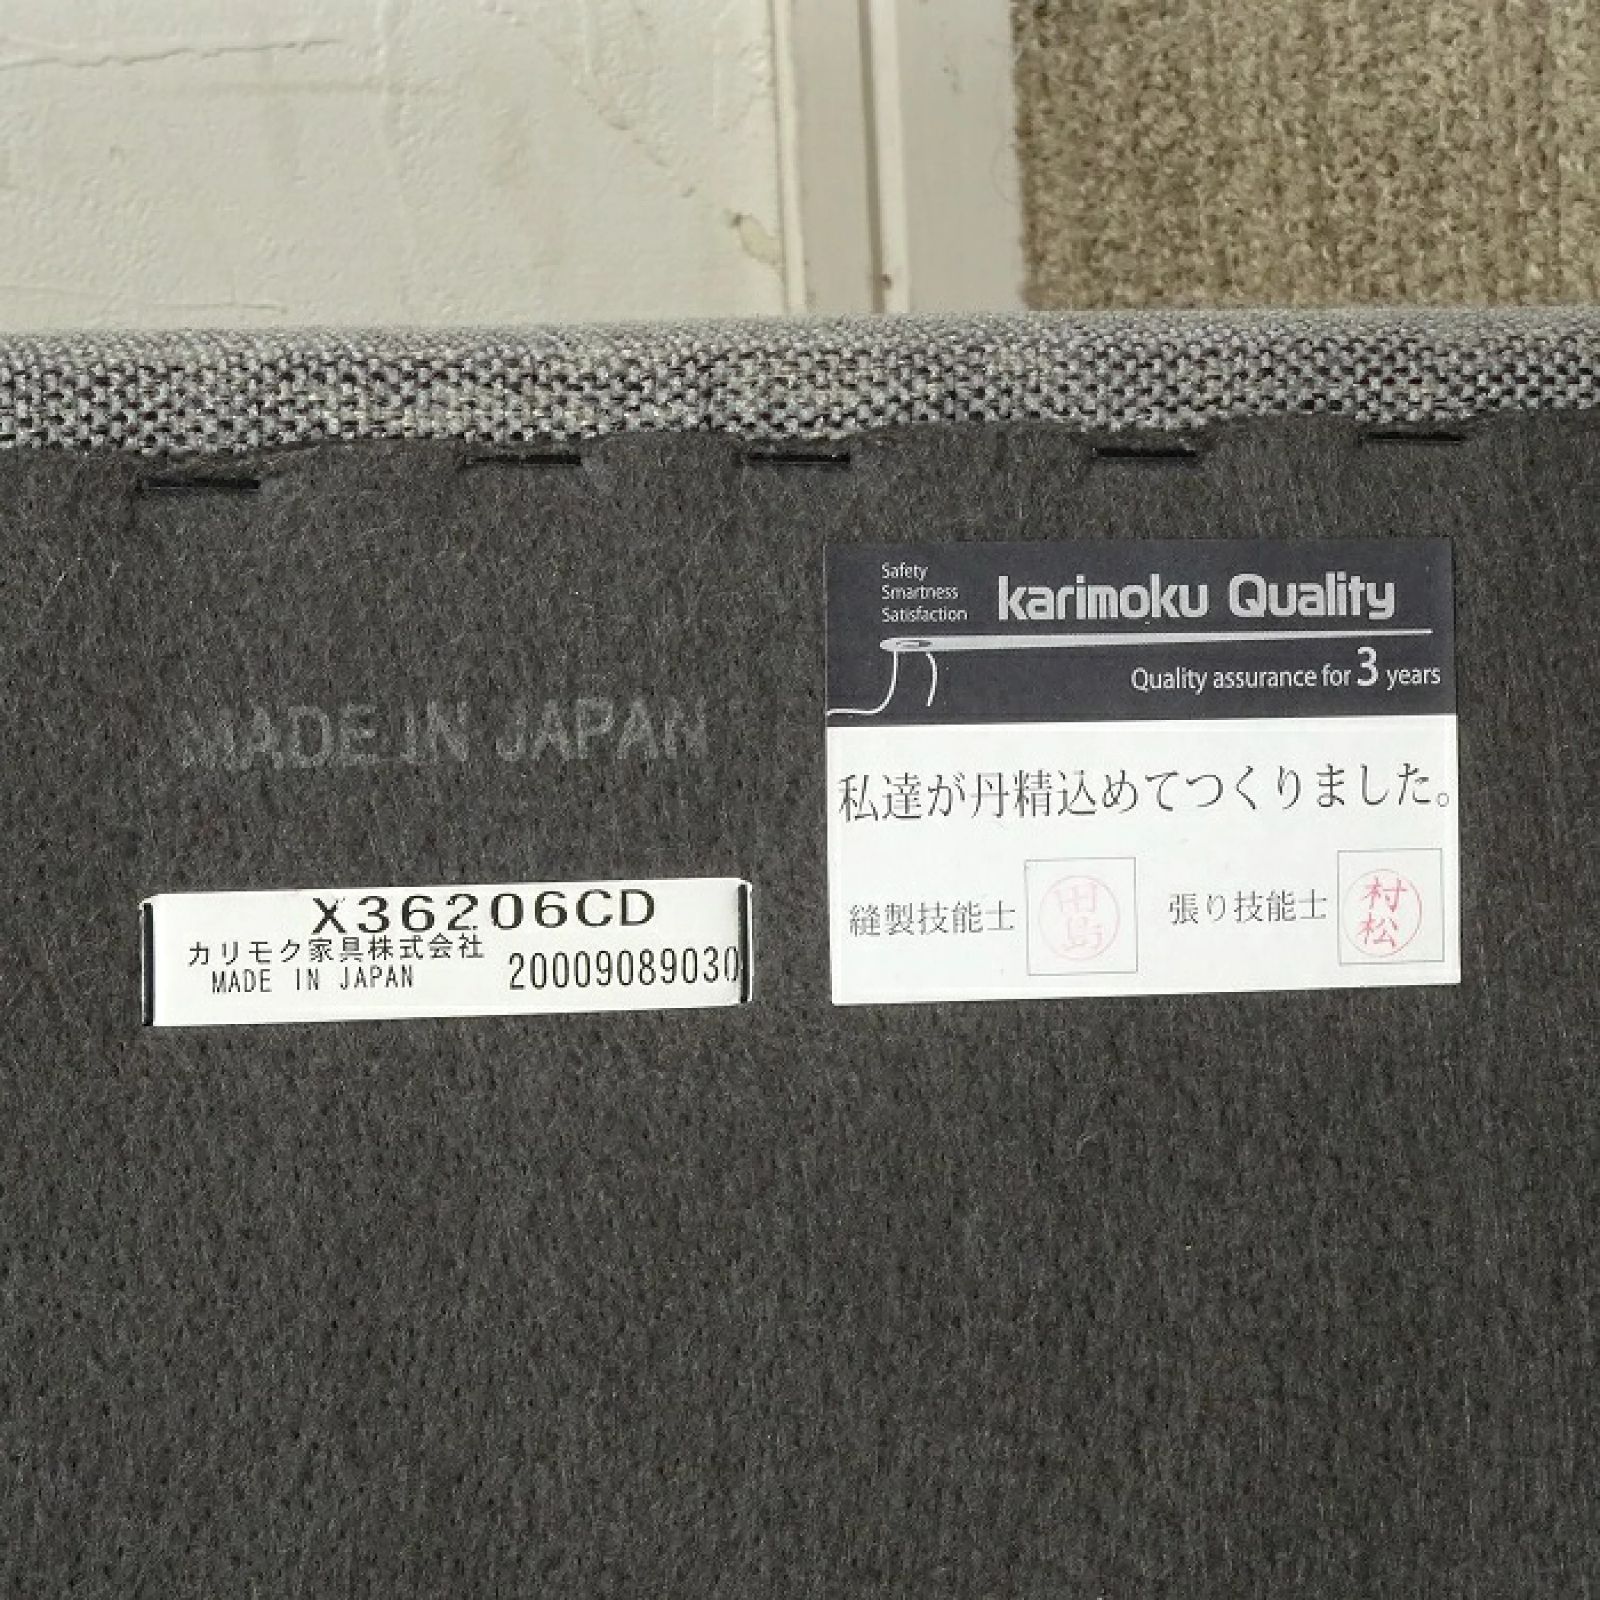 Safety
Smartness
Satisfaction
karimoku Quality
Quality assurance for 3 years
MADE IN JAPAN
私達が丹精込めてつくりました。
縫製技能士 田島 張り技能士 村松
X36206CD
カリモク家具株式会社
MADE IN JAPAN 20009089030